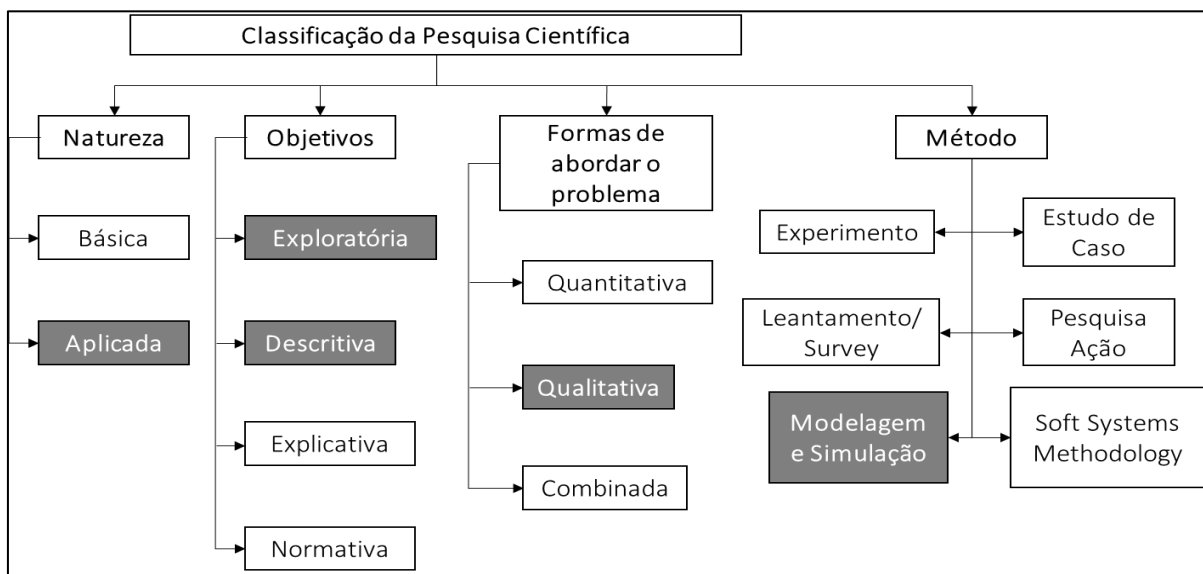 Classificação da Pesquisa Científica
Natureza
Básica
Aplicada
Objetivos
Exploratória
Descritiva
Explicativa
Normativa
Formas de
abordar o
problema
Quantitativa
Qualitativa
Combinada
Método
Experimento
Estudo de
Caso
Leantamento/
Survey
Pesquisa
Ação
Modelagem
e Simulação
Soft Systems
Methodology